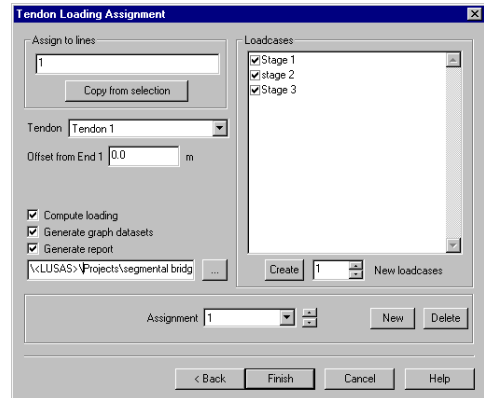 Tendon Loading Assignment
Assign to lines
1
Copy from selection
Tendon Tendon 1
Offset from End 1 0.0 m
Compute loading
Generate graph datasets
Generate report
\<LUSAS>\Projects\segmental bridg
...
Loadcases
Stage 1
stage 2
Stage 3
Create 1 New loadcases
Assignment 1 New Delete
< Back Finish Cancel Help